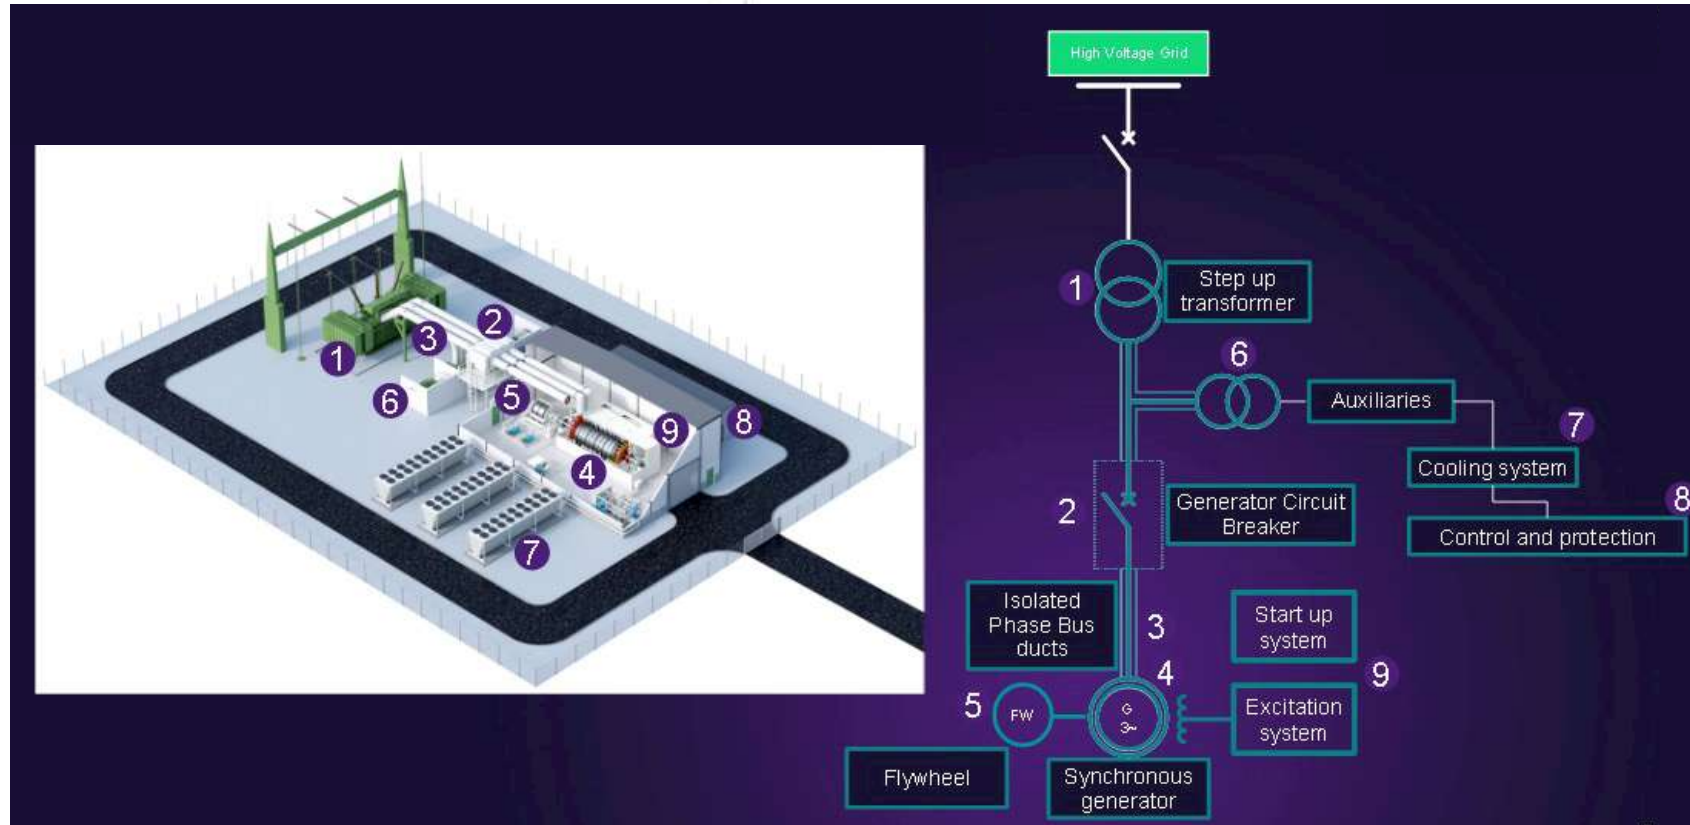 High Voltage Grid
1
Step up
transformer
6
Auxiliaries
7
Cooling system
8
Control and protection
2
Generator Circuit
Breaker
Isolated
Phase Bus
ducts
3
Start up
system
4
9
5
FW
G
3~
Excitation
system
Flywheel
Synchronous
generator
2
3
1
6
5
9
8
4
7